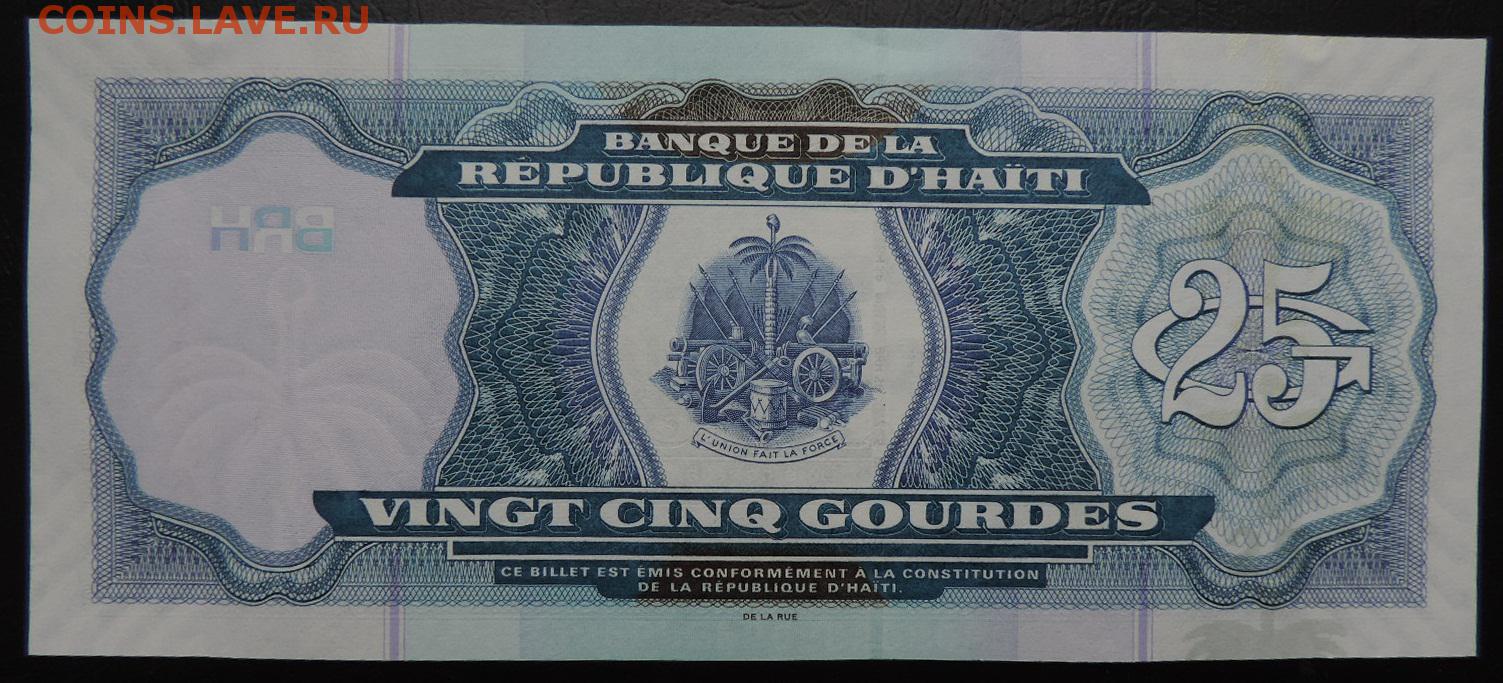 COINS.LAVE.RU
BANQUE DE LA
RÉPUBLIQUE D'HAÏTI
25
L'UNION FAIT LA FORCE
VINGT CINQ GOURDES
CE BILLET EST ÉMIS CONFORMÉMENT À LA CONSTITUTION
DE LA RÉPUBLIQUE D'HAÏTI.
DE LA RUE